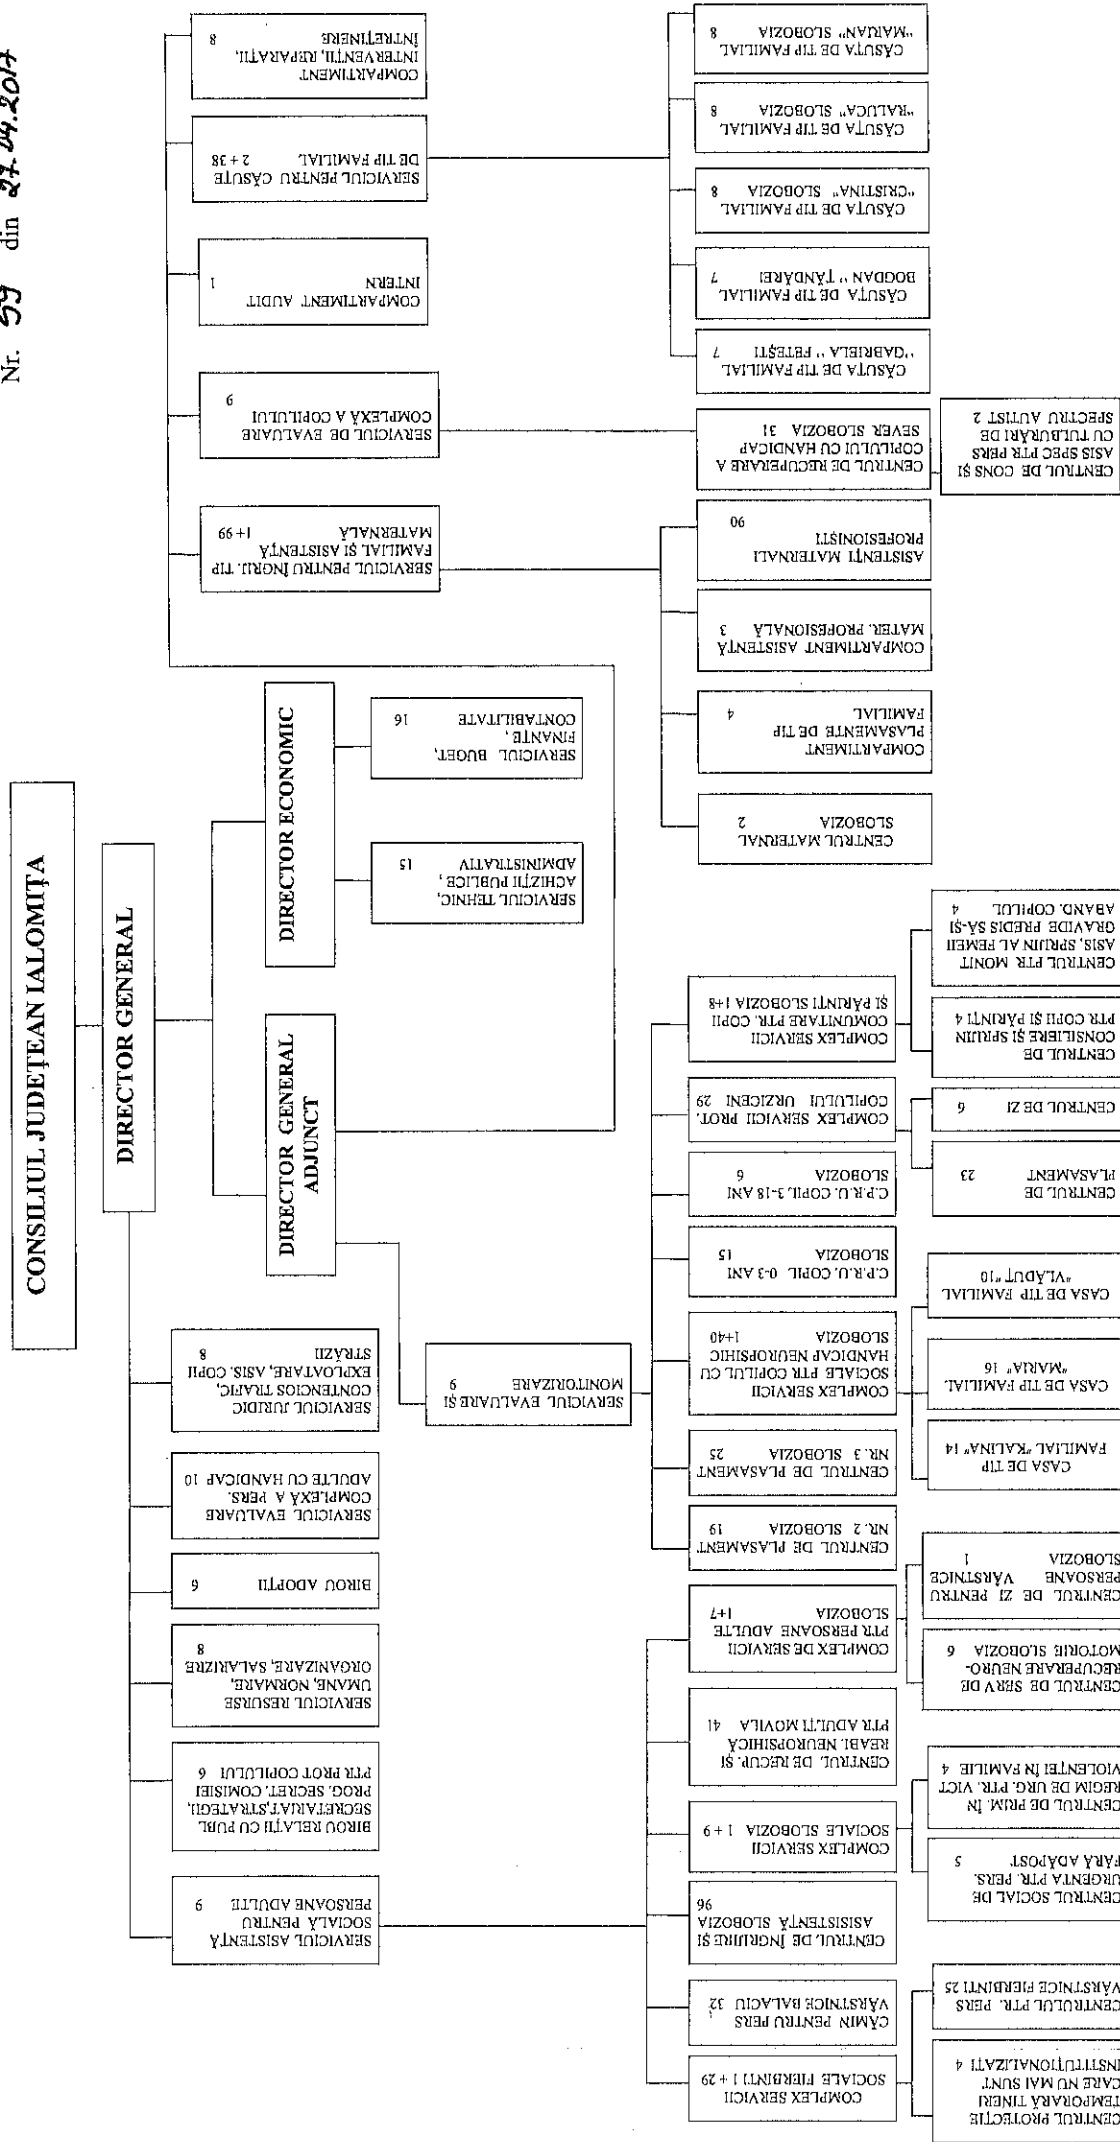 Nr. 59 din 27.04.2017
CONSILIUL JUDEȚEAN IALOMIȚA
DIRECTOR GENERAL
DIRECTOR GENERAL
ADJUNCT
DIRECTOR ECONOMIC
SERVICIUL ASISTENȚĂ
SOCIALĂ PENTRU
PERSOANE ADULTE 9
BIROU RELAȚII CU PUBL
SECRETARIAT,STRATEGII,
PROG. SECRET. COMISIEI
PTR PROT COPILULUI 6
SERVICIUL RESURSE
UMANE, NORMARE,
ORGANIZARE, SALARIZRE
8
BIROU ADOPȚII 6
SERVICIUL EVALUARE
COMPLEXĂ A PERS.
ADULTE CU HANDICAP 10
SERVICIUL JURIDIC
CONTENCIOS TRAFIC,
EXPLOATARE, ASIS. COPII
STRĂZII 8
SERVICIUL TEHNIC,
ACHIZIȚII PUBLICE,
ADMINISTRATIV 15
SERVICIUL BUGET,
FINANȚE,
CONTABILITATE 16
SERVICIUL EVALUARE ȘI
MONITORIZARE 9
SERVICIUL PENTRU ÎNGRIJ. TIP
FAMILIAL ȘI ASISTENȚĂ
MATERNALĂ 1+99
SERVICIUL DE EVALUARE
COMPLEXĂ A COPILULUI
9
COMPARTIMENT AUDIT
INTERN 1
SERVICIUL PENTRU CĂSUȚE
DE TIP FAMILIAL 2 + 38
COMPARTIMENT
INTERVENȚII, REPARAȚII,
ÎNTREȚINERE 8
COMPLEX SERVICII
SOCIALE FIERBINTI 1 + 29
CĂMIN PENTRU PERS
VÂRSTNICE BALACIU 32
CENTRUL DE ÎNGRIJIRE ȘI
ASISTENȚĂ SLOBOZIA
96
COMPLEX SERVICII
SOCIALE SLOBOZIA 1 + 9
CENTRUL DE RECUP. ȘI
REABI. NEUROPSIHICĂ
PTR ADULȚI MOVILA 41
COMPLEX DE SERVICII
PTR PERSOANE ADULTE
SLOBOZIA 1+7
CENTRUL DE PLASAMENT
NR. 2 SLOBOZIA 19
CENTRUL DE PLASAMENT
NR. 3 SLOBOZIA 25
COMPLEX SERVICII
SOCIALE PTR COPILUL CU
HANDICAP NEUROPSIHIC
SLOBOZIA 1+40
C.P.R.U. COPIL 0-3 ANI
SLOBOZIA 15
C.P.R.U. COPIL 3-18 ANI
SLOBOZIA 6
COMPLEX SERVICII PROT.
COPILULUI URZICENI 29
COMPLEX SERVICII
COMUNITARE PTR. COPII
ȘI PĂRINȚI SLOBOZIA 1+8
CENTRUL MATERNAL
SLOBOZIA 2
COMPARTIMENT
PLASAMENTE DE TIP
FAMILIAL 4
COMPARTIMENT ASISTENȚĂ
MATER. PROFESIONALĂ 3
ASISTENȚI MATERNALI
PROFESIONIȘTI
90
CENTRUL DE RECUPERARE A
COPILULUI CU HANDICAP
SEVER SLOBOZIA 31
CĂSUȚA DE TIP FAMILIAL
"GABRIELA" FETEȘTI 7
CĂSUȚA DE TIP FAMILIAL
BOGDAN" ȚĂNDĂREI 7
CĂSUȚA DE TIP FAMILIAL
"CRISTINA" SLOBOZIA 8
CĂSUȚA DE TIP FAMILIAL
"RALUCA" SLOBOZIA 8
CĂSUȚA DE TIP FAMILIAL
"MARIAN" SLOBOZIA 8
CENTRUL PROTECTIE
TEMPORARĂ TINERI
CARE NU MAI SUNT
INSTITUȚIONALIZAȚI 4
CENTRULUL PTR. PERS
VÂRSTNICE FIERBINTI 25
CENTRUL SOCIAL DE
URGENTA PTR. PERS.
FĂRĂ ADĂPOST 5
CENTRUL DE PRIM. ÎN
REGIM DE URG. PTR. VICT
VIOLENȚEI ÎN FAMILIE 4
CENTRUL DE SERV DE
RECUPERARE NEURO-
MOTORIE SLOBOZIA 6
CENTRUL DE ZI PENTRU
PERSOANE VÂRSTNICE
SLOBOZIA 1
CASA DE TIP
FAMILIAL "KALINA" 14
CASA DE TIP FAMILIAL
"MARIA" 16
CASA DE TIP FAMILIAL
"VLĂDUȚ"10
CENTRUL DE
PLASAMENT 23
CENTRUL DE ZI 6
CENTRUL DE
CONSILIERE ȘI SPRIJIN
PTR COPII ȘI PĂRINȚI 4
CENTRUL PTR MONIT
ASIS, SPRIJIN AL FEMEII
GRAVIDE PREDIS SĂ-ȘI
ABAND. COPILUL 4
CENTRUL DE CONS ȘI
ASIS SPEC PTR PERS
CU TULBURĂRI DE
SPECTRU AUTIST 2